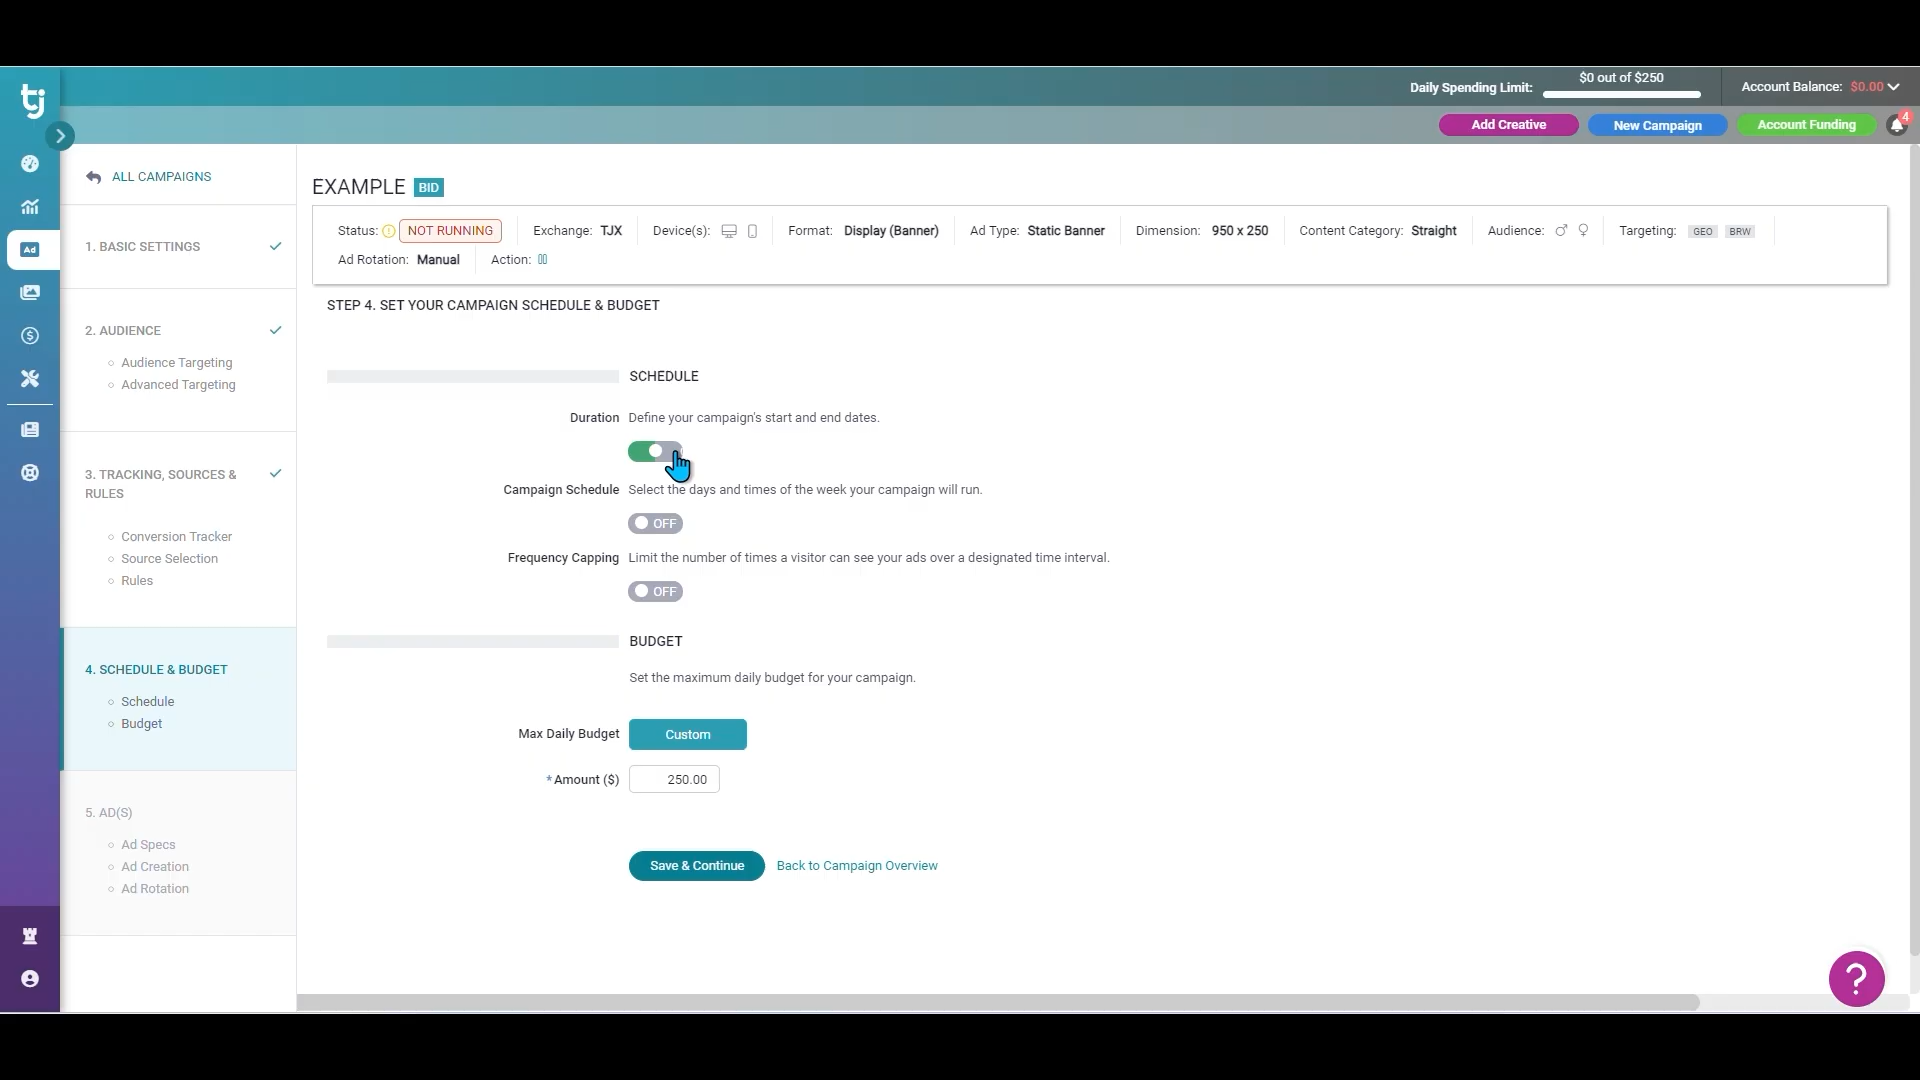 tj
Daily Spending Limit: $0 out of $250
Account Balance: $0.00
Add Creative
New Campaign
Account Funding
4
ALL CAMPAIGNS
1. BASIC SETTINGS
2. AUDIENCE
Audience Targeting
Advanced Targeting
3. TRACKING, SOURCES &
RULES
Conversion Tracker
Source Selection
Rules
4. SCHEDULE & BUDGET
Schedule
Budget
5. AD(S)
Ad Specs
Ad Creation
Ad Rotation
Ad
EXAMPLE BID
Status: NOT RUNNING Exchange: TJX Device(s): Format: Display (Banner) Ad Type: Static Banner Dimension: 950 x 250 Content Category: Straight Audience: Targeting: GEO BRW
Ad Rotation: Manual Action:
STEP 4. SET YOUR CAMPAIGN SCHEDULE & BUDGET
SCHEDULE
Duration Define your campaign's start and end dates.
Campaign Schedule Select the days and times of the week your campaign will run.
OFF
Frequency Capping Limit the number of times a visitor can see your ads over a designated time interval.
OFF
BUDGET
Set the maximum daily budget for your campaign.
Max Daily Budget Custom
*Amount ($) 250.00
Save & Continue Back to Campaign Overview
?